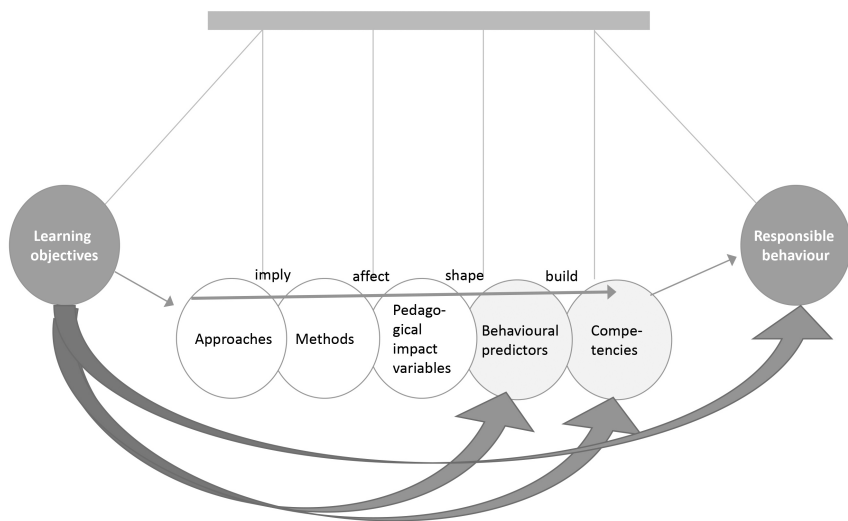 Learning
objectives
Responsible
behaviour
imply
affect
shape
build
Approaches
Methods
Pedago-
gical
impact
variables
Behavioural
predictors
Compe-
tencies